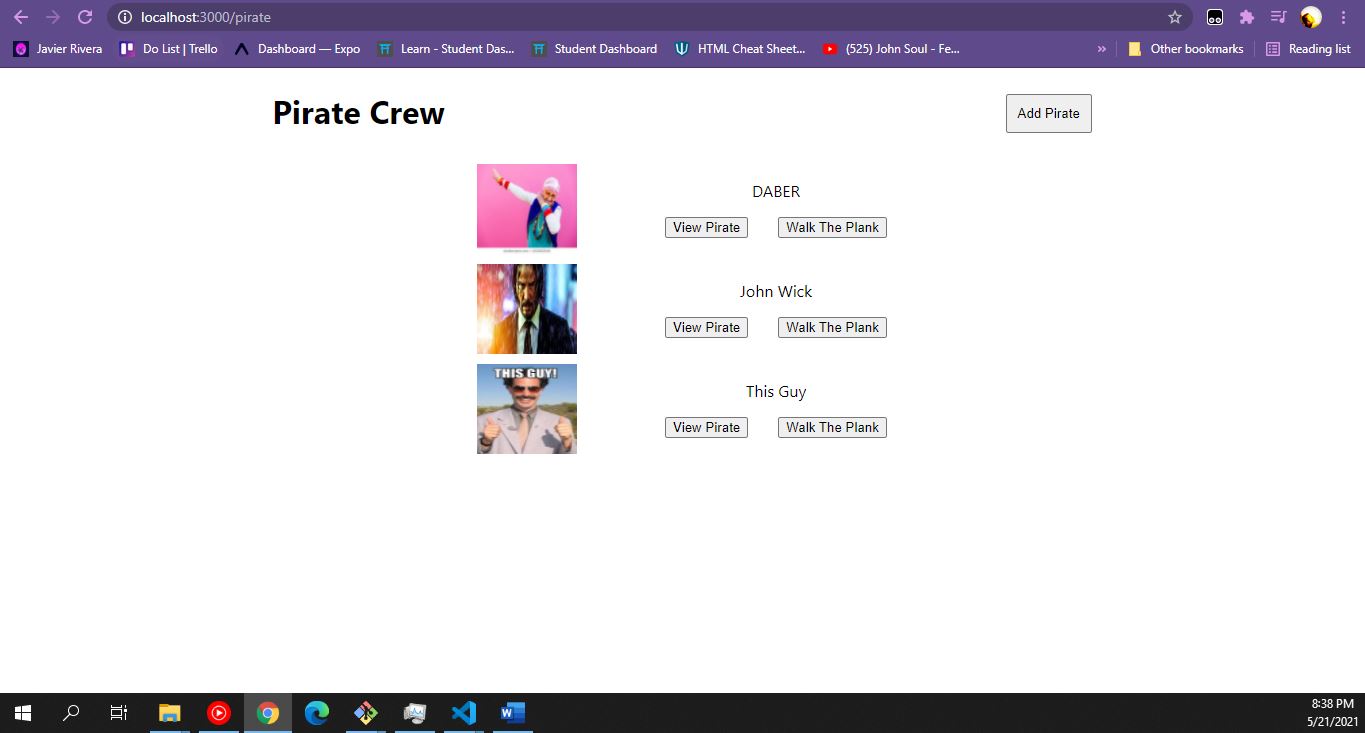 localhost:3000/pirate
Javier Rivera Do List | Trello Dashboard — Expo Learn - Student Das... Student Dashboard HTML Cheat Sheet... (525) John Soul - Fe... » Other bookmarks Reading list
Pirate Crew Add Pirate
DABER
View Pirate Walk The Plank
John Wick
View Pirate Walk The Plank
THIS GUY!
This Guy
View Pirate Walk The Plank
8:38 PM
5/21/2021